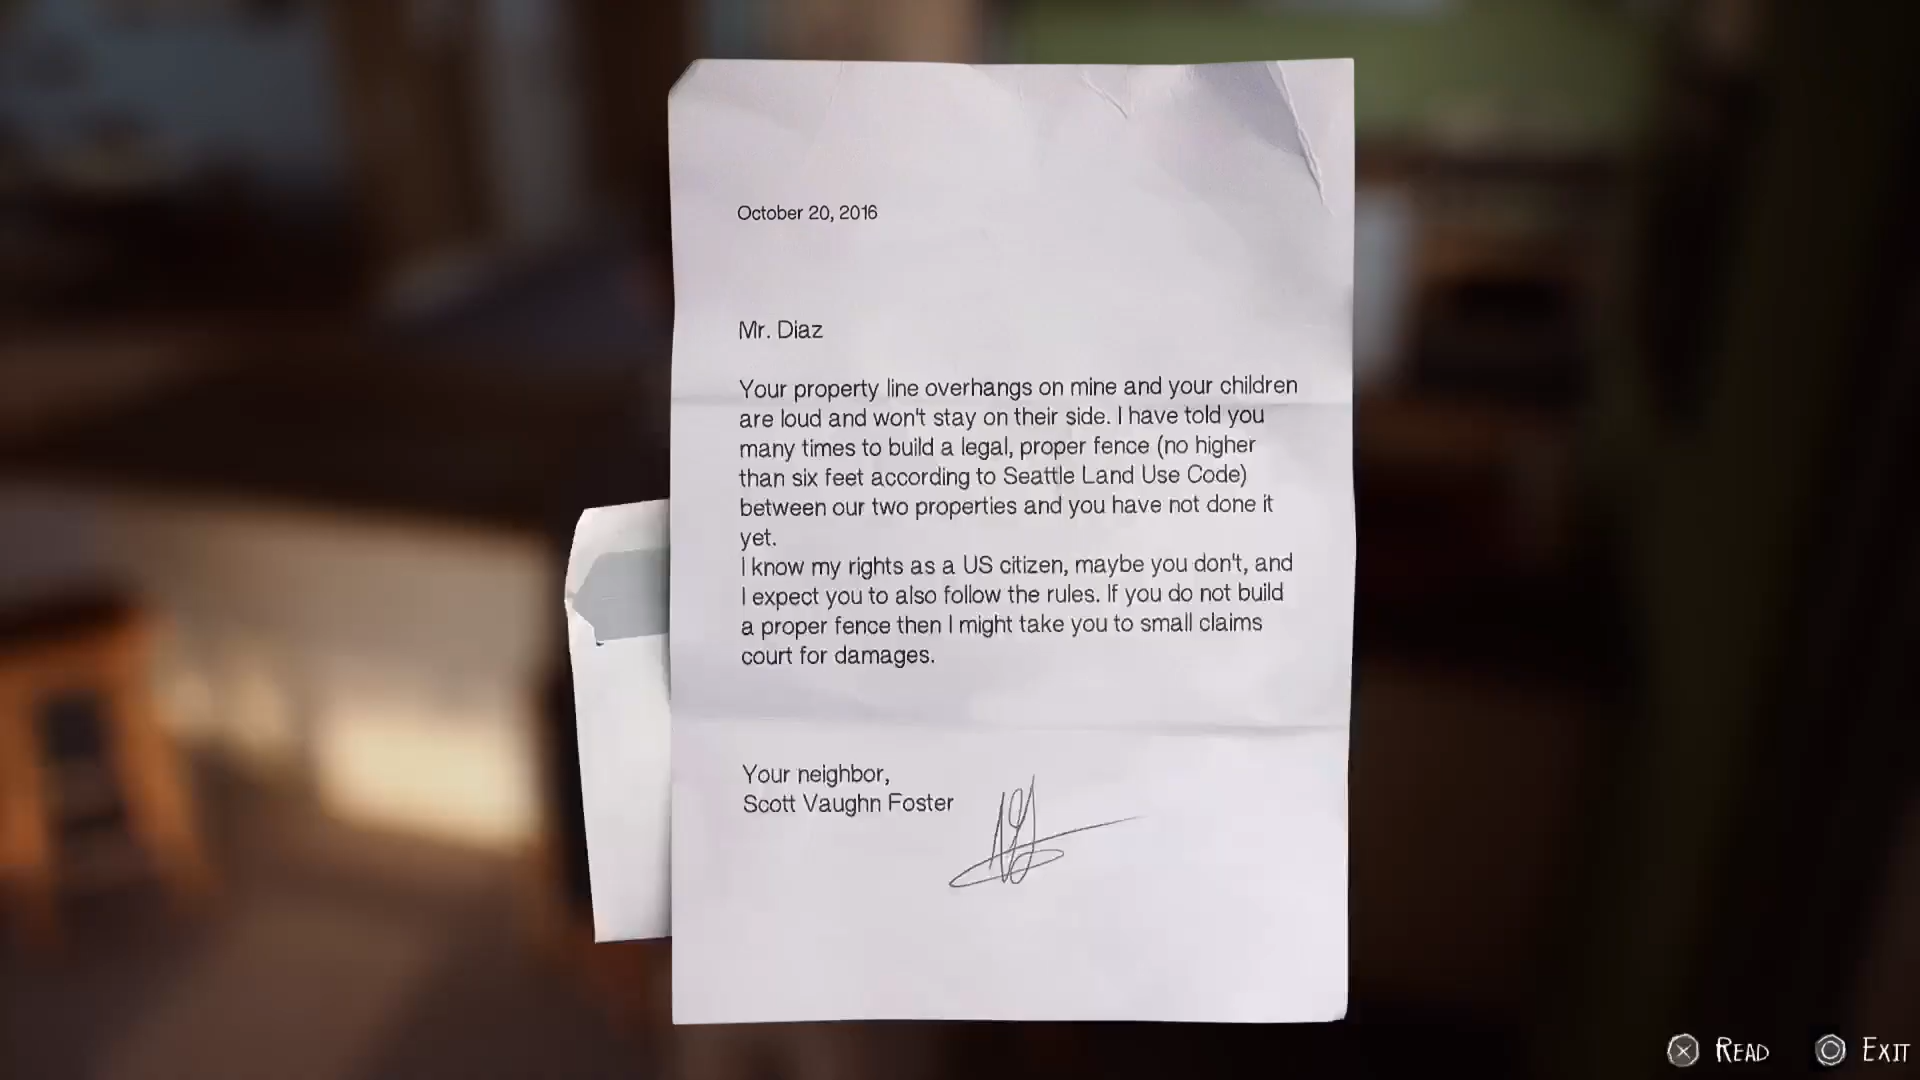 October 20, 2016
Mr. Diaz
Your property line overhangs on mine and your children
are loud and won't stay on their side. I have told you
many times to build a legal, proper fence (no higher
than six feet according to Seattle Land Use Code)
between our two properties and you have not done it
yet.
I know my rights as a US citizen, maybe you don't, and
I expect you to also follow the rules. If you do not build
a proper fence then I might take you to small claims
court for damages.
Your neighbor,
Scott Vaughn Foster
READ EXIT